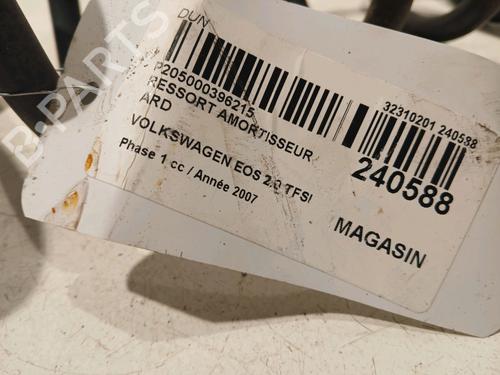 DUN
P205000396215
RESSORT AMORTISSEUR
ARD
VOLKSWAGEN EOS 2.0 TFSI
Phase 1 cc / Année 2007
32310201 240588
240588
MAGASIN
B-PARTS